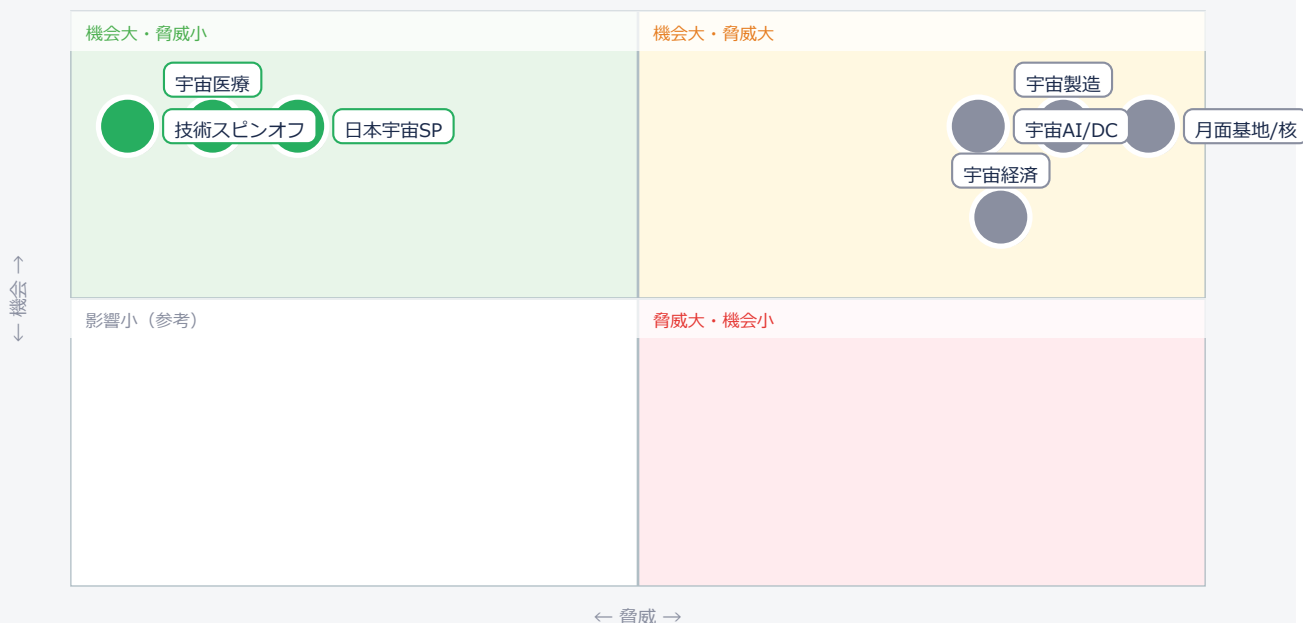 機会大・脅威小
機会大・脅威大
宇宙医療
技術スピンオフ
日本宇宙SP
宇宙製造
宇宙AI/DC
月面基地/核
宇宙経済
← 機会 →
影響小（参考）
脅威大・機会小
← 脅威 →